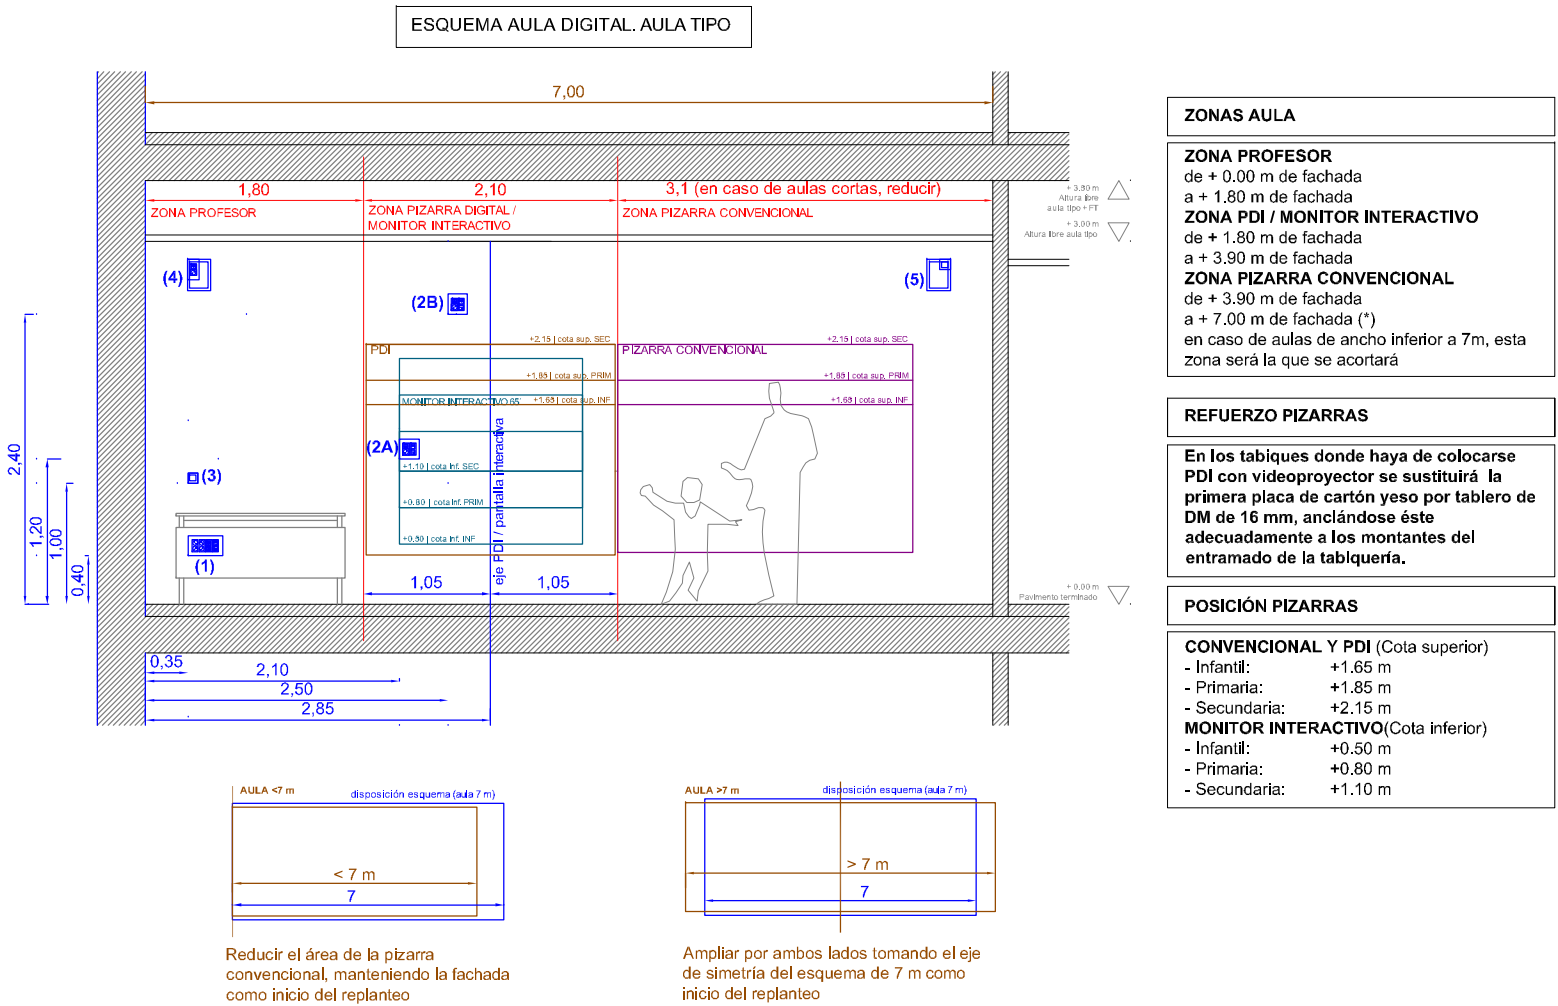 ESQUEMA AULA DIGITAL. AULA TIPO
7,00
1,80
2,10
3,1 (en caso de aulas cortas, reducir)
ZONA PROFESOR
ZONA PIZARRA DIGITAL /
MONITOR INTERACTIVO
ZONA PIZARRA CONVENCIONAL
+ 3.80 m
Altura libre
aula tipo + FT
+ 3.00 m
Altura libre aula tipo
(4)
(2B)
(5)
PDI
+2.15 | cota sup. SEC
PIZARRA CONVENCIONAL
+2.15 | cota sup. SEC
+1.85 | cota sup. PRIM
+1.85 | cota sup. PRIM
MONITOR INTERACTIVO 65"
+1.65 | cota sup. INF
+1.65 | cota sup. INF
(2A)
+1.10 | cota Inf. SEC
(3)
+0.80 | cota Inf. PRIM
+0.50 | cota Inf. INF
eje PDI / pantalla interactiva
(1)
2,40
1,20
1,00
0,40
1,05
1,05
+ 0,00 m
Pavimento terminado
0,35
2,10
2,50
2,85
AULA <7 m
disposición esquema (aula 7 m)
< 7 m
7
Reducir el área de la pizarra
convencional, manteniendo la fachada
como inicio del replanteo
AULA >7 m
disposición esquema (aula 7 m)
> 7 m
7
Ampliar por ambos lados tomando el eje
de simetría del esquema de 7 m como
inicio del replanteo
ZONAS AULA
ZONA PROFESOR
de + 0.00 m de fachada
a + 1.80 m de fachada
ZONA PDI / MONITOR INTERACTIVO
de + 1.80 m de fachada
a + 3.90 m de fachada
ZONA PIZARRA CONVENCIONAL
de + 3.90 m de fachada
a + 7.00 m de fachada (*)
en caso de aulas de ancho inferior a 7m, esta
zona será la que se acortará
REFUERZO PIZARRAS
En los tabiques donde haya de colocarse
PDI con videoproyector se sustituirá la
primera placa de cartón yeso por tablero de
DM de 16 mm, anclándose éste
adecuadamente a los montantes del
entramado de la tabiquería.
POSICIÓN PIZARRAS
CONVENCIONAL Y PDI (Cota superior)
- Infantil: +1.65 m
- Primaria: +1.85 m
- Secundaria: +2.15 m
MONITOR INTERACTIVO(Cota inferior)
- Infantil: +0.50 m
- Primaria: +0.80 m
- Secundaria: +1.10 m